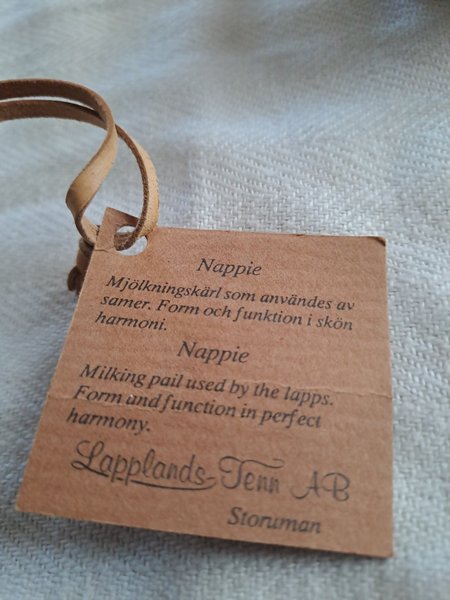 Nappie
Mjölkningskärl som användes av
samer. Form och funktion i skön
harmoni.
Nappie
Milking pail used by the lapps.
Form and function in perfect
harmony.
Lapplands Tenn AB
Storuman